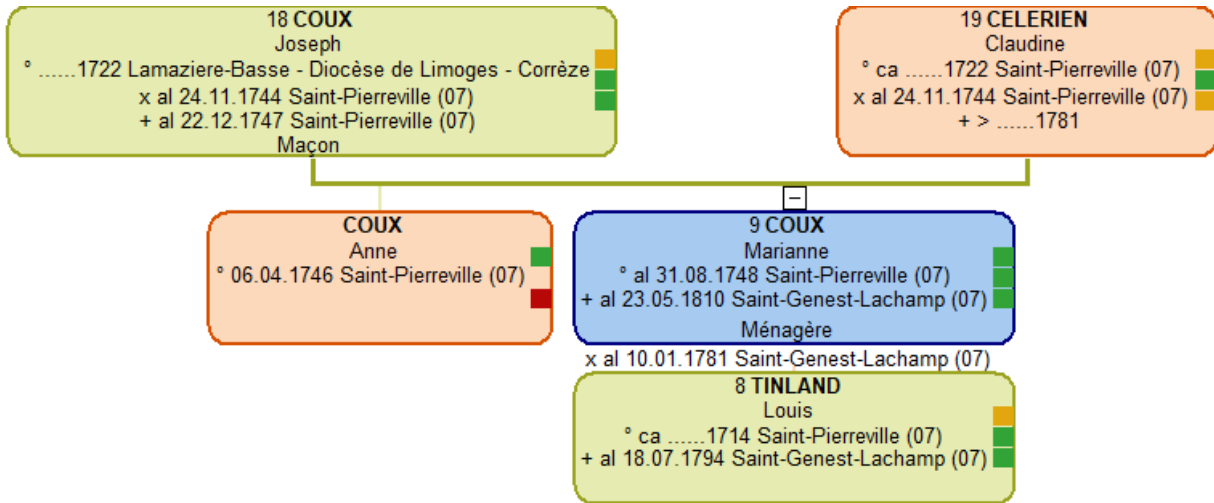 18 COUX
Joseph
° ......1722 Lamaziere-Basse - Diocèse de Limoges - Corrèze
x al 24.11.1744 Saint-Pierreville (07)
+ al 22.12.1747 Saint-Pierreville (07)
Maçon
19 CELERIEN
Claudine
° ca ......1722 Saint-Pierreville (07)
x al 24.11.1744 Saint-Pierreville (07)
+ > ......1781
COUX
Anne
° 06.04.1746 Saint-Pierreville (07)
9 COUX
Marianne
° al 31.08.1748 Saint-Pierreville (07)
+ al 23.05.1810 Saint-Genest-Lachamp (07)
Ménagère
x al 10.01.1781 Saint-Genest-Lachamp (07)
8 TINLAND
Louis
° ca ......1714 Saint-Pierreville (07)
+ al 18.07.1794 Saint-Genest-Lachamp (07)